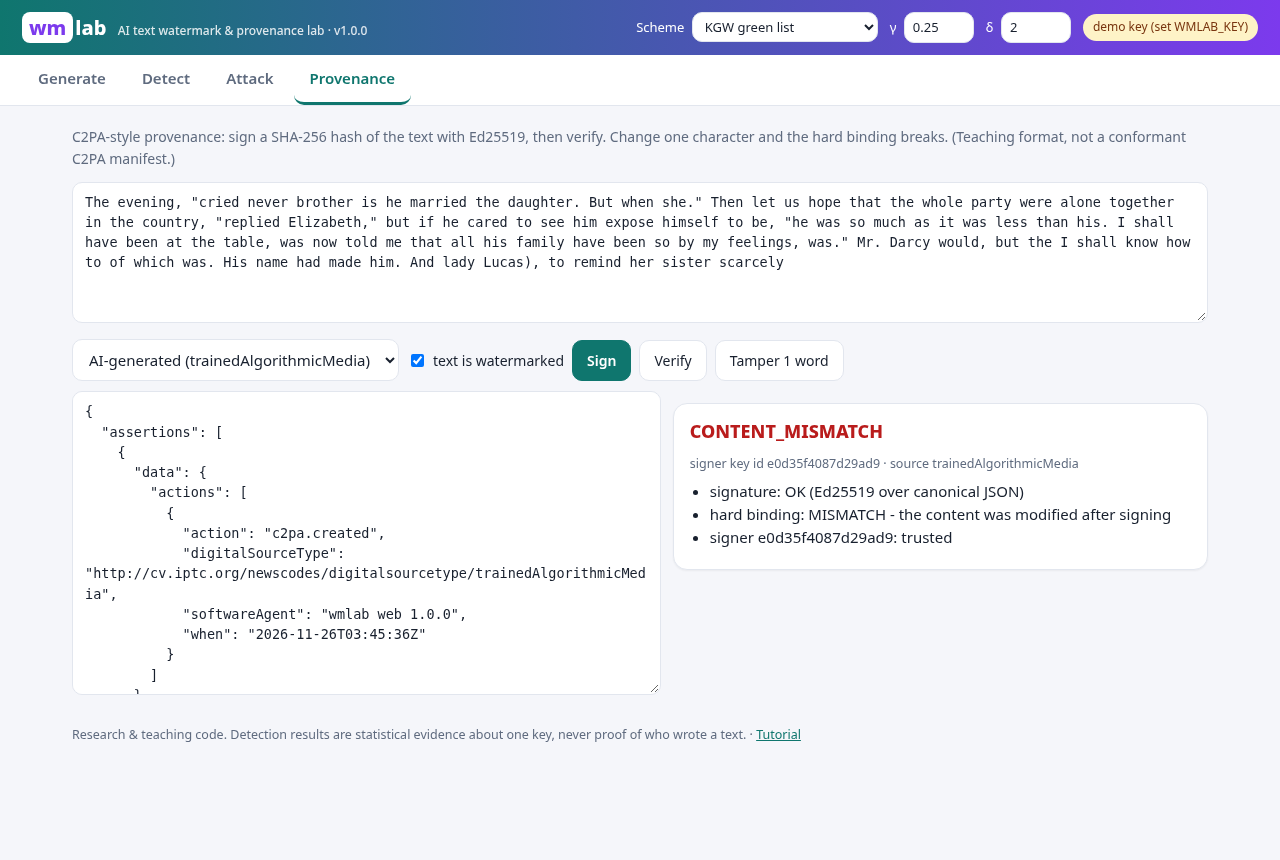 wm lab AI text watermark & provenance lab · v1.0.0 Scheme KGW green list γ 0.25 δ 2 demo key (set WMLAB_KEY)
Generate Detect Attack Provenance
C2PA-style provenance: sign a SHA-256 hash of the text with Ed25519, then verify. Change one character and the hard binding breaks. (Teaching format, not a conformant
C2PA manifest.)
The evening, "cried never brother is he married the daughter. But when she." Then let us hope that the whole party were alone together
in the country, "replied Elizabeth," but if he cared to see him expose himself to be, "he was so much as it was less than his. I shall
have been at the table, was now told me that all his family have been so by my feelings, was." Mr. Darcy would, but the I shall know how
to of which was. His name had made him. And lady Lucas), to remind her sister scarcely
AI-generated (trainedAlgorithmicMedia) text is watermarked Sign Verify Tamper 1 word
{
"assertions": [
{
"data": {
"actions": [
{
"action": "c2pa.created",
"digitalSourceType":
"http://cv.iptc.org/newscodes/digitalsourcetype/trainedAlgorithmicMed
ia",
"softwareAgent": "wmlab web 1.0.0",
"when": "2026-11-26T03:45:36Z"
}
]
}
CONTENT_MISMATCH
signer key id e0d35f4087d29ad9 · source trainedAlgorithmicMedia
• signature: OK (Ed25519 over canonical JSON)
• hard binding: MISMATCH - the content was modified after signing
• signer e0d35f4087d29ad9: trusted
Research & teaching code. Detection results are statistical evidence about one key, never proof of who wrote a text. · Tutorial